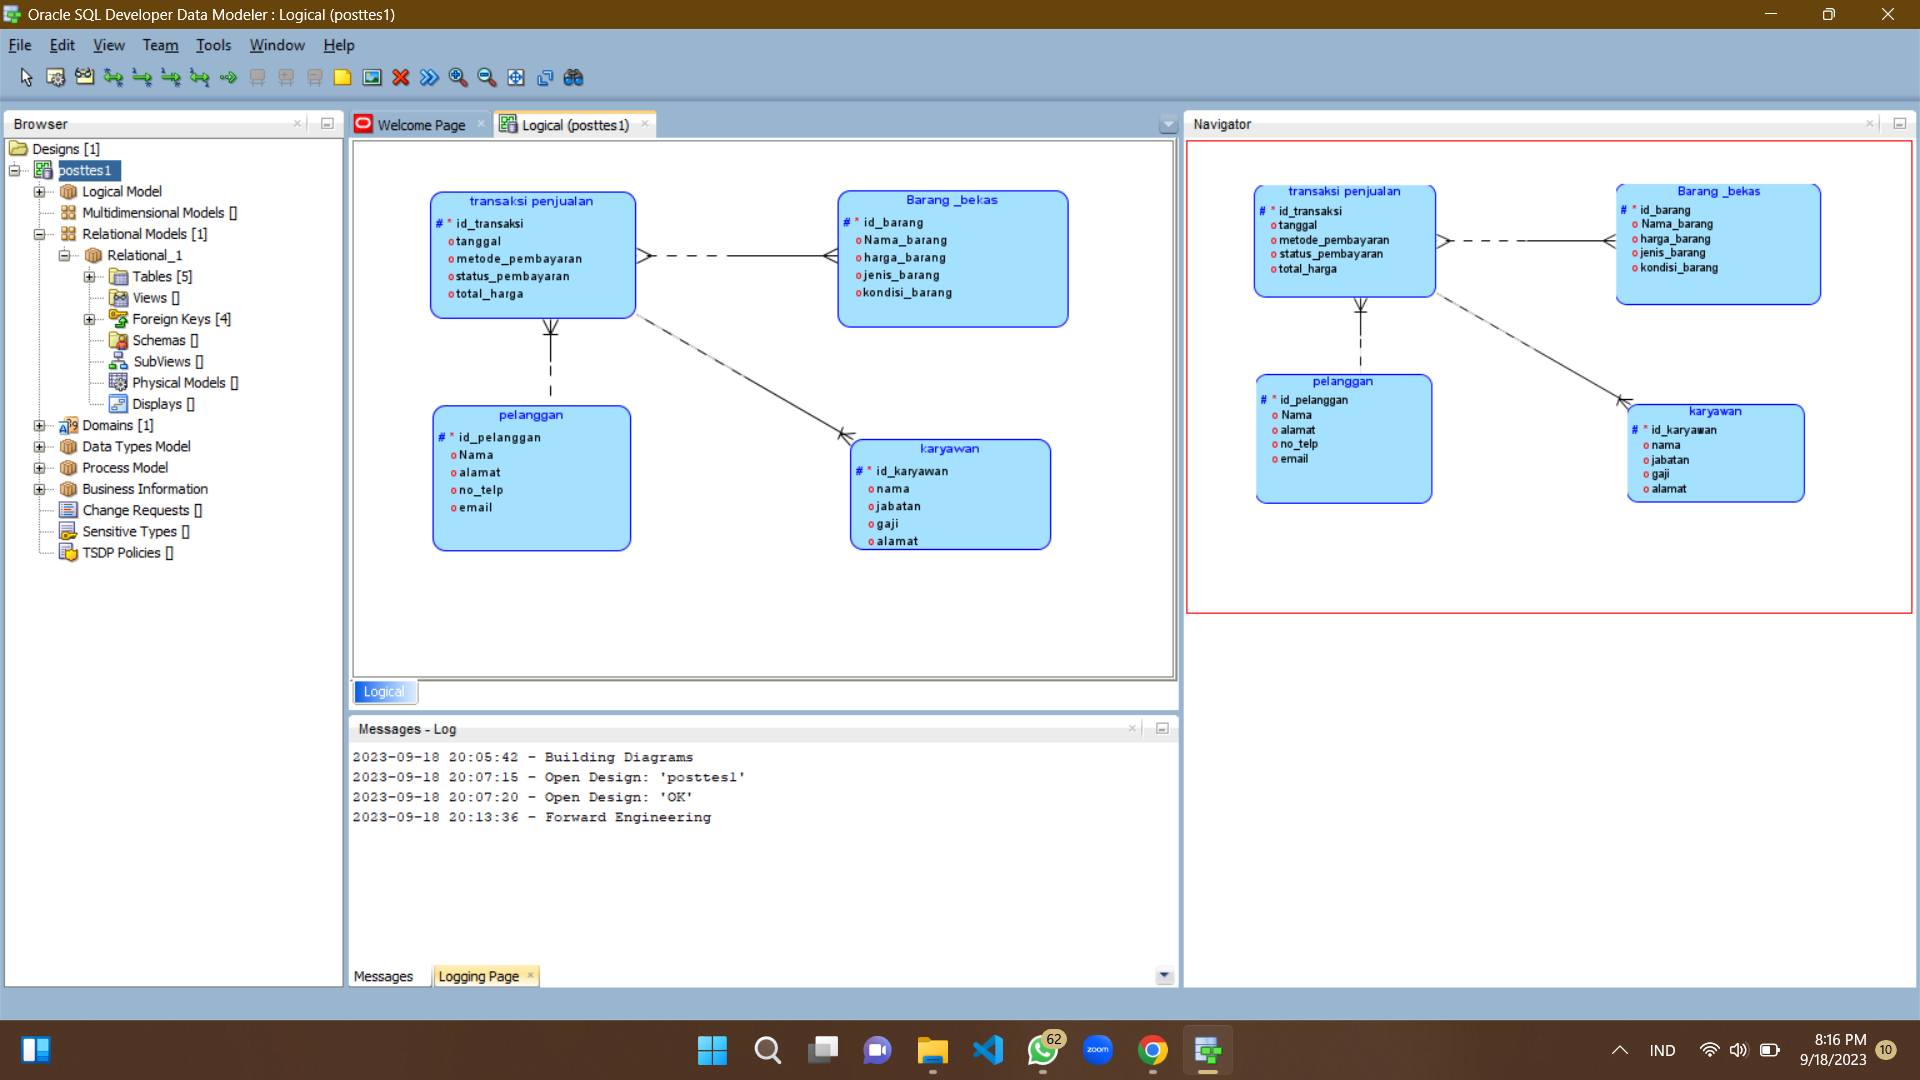 Oracle SQL Developer Data Modeler : Logical (posttes1)
File Edit View Team Tools Window Help
Browser
Designs [1]
posttes1
Logical Model
Multidimensional Models []
Relational Models [1]
Relational_1
Tables [5]
Views []
Foreign Keys [4]
Schemas []
SubViews []
Physical Models []
Displays []
Domains [1]
Data Types Model
Process Model
Business Information
Change Requests []
Sensitive Types []
TSDP Policies []
Welcome Page
Logical (posttes1)
transaksi penjualan
# * id_transaksi
o tanggal
o metode_pembayaran
o status_pembayaran
o total_harga
Barang _bekas
# * id_barang
o Nama_barang
o harga_barang
o jenis_barang
o kondisi_barang
pelanggan
# * id_pelanggan
o Nama
o alamat
o no_telp
o email
karyawan
# * id_karyawan
o nama
o jabatan
o gaji
o alamat
Logical
Messages - Log
2023-09-18 20:05:42 - Building Diagrams
2023-09-18 20:07:15 - Open Design: 'posttes1'
2023-09-18 20:07:20 - Open Design: 'OK'
2023-09-18 20:13:36 - Forward Engineering
Messages
Logging Page
Navigator
transaksi penjualan
# * id_transaksi
o tanggal
o metode_pembayaran
o status_pembayaran
o total_harga
Barang _bekas
# * id_barang
o Nama_barang
o harga_barang
o jenis_barang
o kondisi_barang
pelanggan
# * id_pelanggan
o Nama
o alamat
o no_telp
o email
karyawan
# * id_karyawan
o nama
o jabatan
o gaji
o alamat
62
zoom
IND
8:16 PM
9/18/2023
10